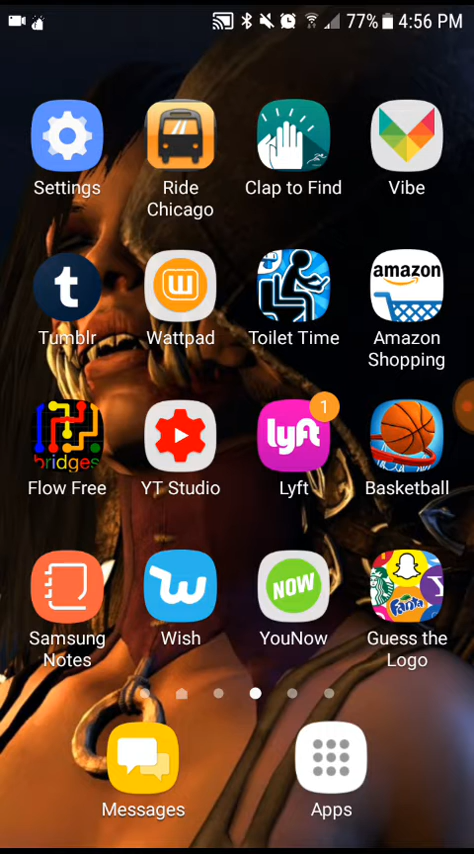 77% 4:56 PM
Settings
Ride Chicago
Clap to Find
Vibe
t
Tumblr
W
Wattpad
Toilet Time
amazon
Amazon Shopping
bridges
Flow Free
YT Studio
1
lyft
Lyft
Basketball
Samsung Notes
W
Wish
NOW
YouNow
Fanta
Guess the Logo
Messages
Apps